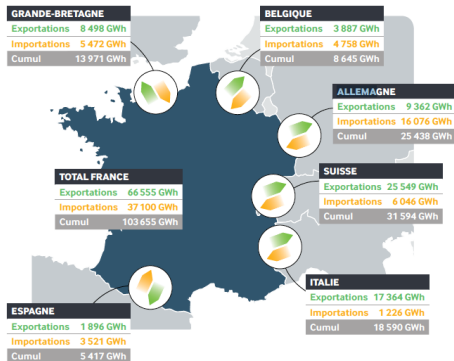 GRANDE-BRETAGNE
Exportations 8 498 GWh
Importations 5 472 GWh
Cumul 13 971 GWh
BELGIQUE
Exportations 3 887 GWh
Importations 4 758 GWh
Cumul 8 645 GWh
ALLEMAGNE
Exportations 9 362 GWh
Importations 16 076 GWh
Cumul 25 438 GWh
TOTAL FRANCE
Exportations 66 555 GWh
Importations 37 100 GWh
Cumul 103 655 GWh
SUISSE
Exportations 25 549 GWh
Importations 6 046 GWh
Cumul 31 594 GWh
ITALIE
Exportations 17 364 GWh
Importations 1 226 GWh
Cumul 18 590 GWh
ESPAGNE
Exportations 1 896 GWh
Importations 3 521 GWh
Cumul 5 417 GWh